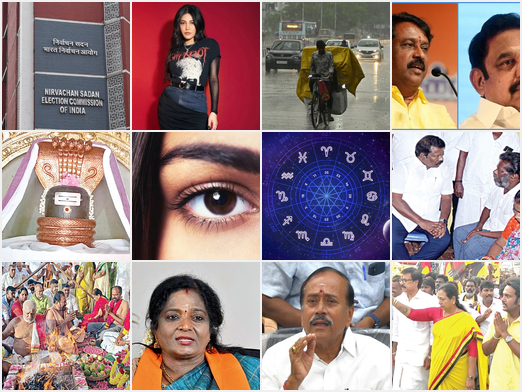 निर्वाचन सदन
भारत निर्वाचन आयोग
NIRVACHAN SADAN
ELECTION COMMISSION
OF INDIA